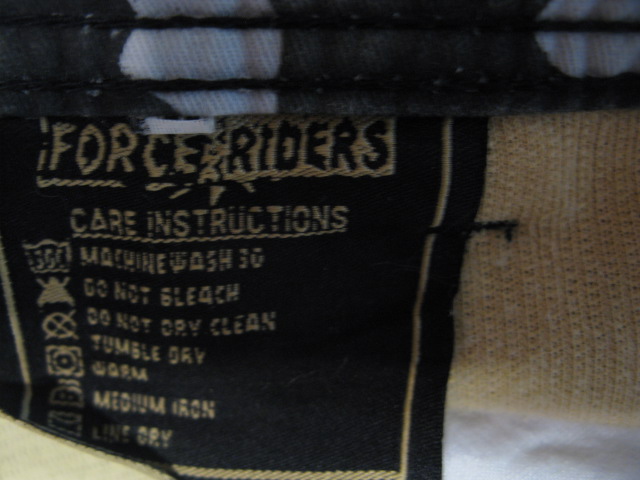 FORCE RIDERS
CARE INSTRUCTIONS
MACHINE WASH 30
DO NOT BLEACH
DO NOT DRY CLEAN
TUMBLE DRY
WARM
MEDIUM IRON
LINE DRY